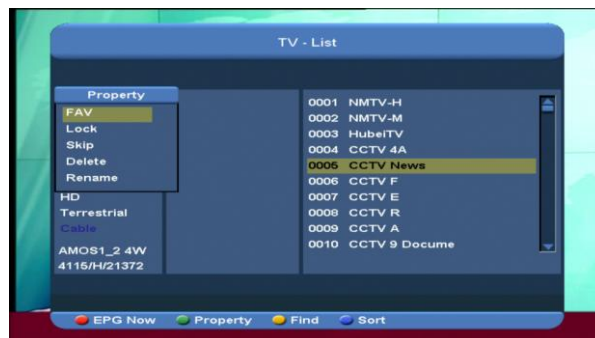 TV - List
Property
FAV
Lock
Skip
Delete
Rename
HD
Terrestrial
Cable
AMOS1_2 4W
4115/H/21372
0001 NMTV-H
0002 NMTV-M
0003 HubeiTV
0004 CCTV 4A
0005 CCTV News
0006 CCTV F
0007 CCTV E
0008 CCTV R
0009 CCTV A
0010 CCTV 9 Docume
EPG Now Property Find Sort